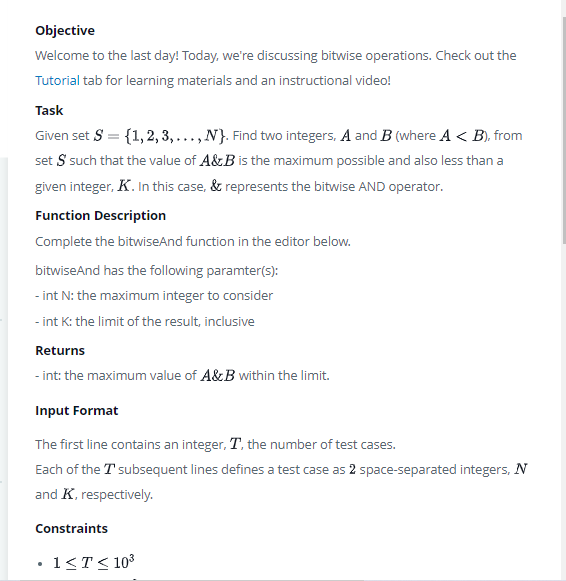 Objective
Welcome to the last day! Today, we're discussing bitwise operations. Check out the
Tutorial tab for learning materials and an instructional video!
Task
Given set S = {1, 2, 3, . . . , N}. Find two integers, A and B (where A < B), from
set S such that the value of A&B is the maximum possible and also less than a
given integer, K. In this case, & represents the bitwise AND operator.
Function Description
Complete the bitwiseAnd function in the editor below.
bitwiseAnd has the following paramter(s):
- int N: the maximum integer to consider
- int K: the limit of the result, inclusive
Returns
- int: the maximum value of A&B within the limit.
Input Format
The first line contains an integer, T, the number of test cases.
Each of the T subsequent lines defines a test case as 2 space-separated integers, N
and K, respectively.
Constraints
• 1 ≤ T ≤ 10³